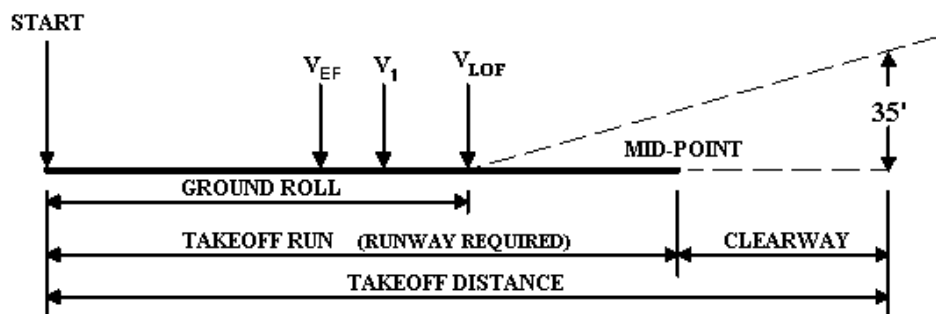 START
VEF
V1
VLOF
35'
MID-POINT
GROUND ROLL
TAKEOFF RUN (RUNWAY REQUIRED)
CLEARWAY
TAKEOFF DISTANCE